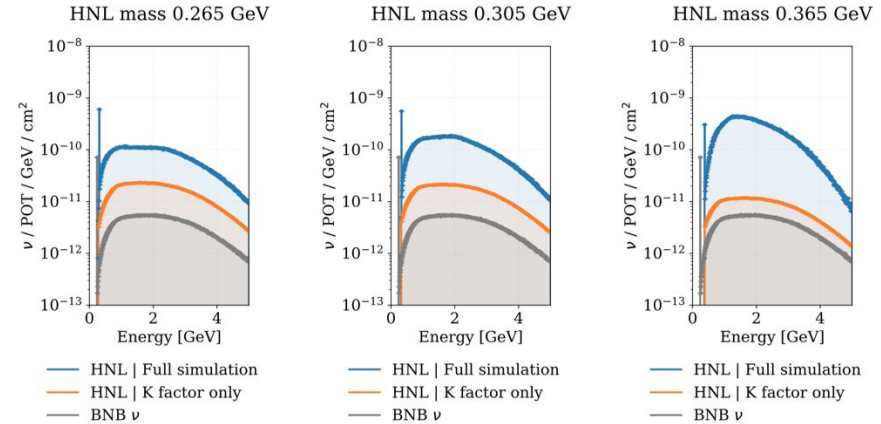 HNL mass 0.265 GeV
10⁻⁸
10⁻⁹
10⁻¹⁰
10⁻¹¹
10⁻¹²
10⁻¹³
ν / POT / GeV / cm²
0 2 4
Energy [GeV]
HNL | Full simulation
HNL | K factor only
BNB ν
HNL mass 0.305 GeV
10⁻⁸
10⁻⁹
10⁻¹⁰
10⁻¹¹
10⁻¹²
10⁻¹³
ν / POT / GeV / cm²
0 2 4
Energy [GeV]
HNL | Full simulation
HNL | K factor only
BNB ν
HNL mass 0.365 GeV
10⁻⁸
10⁻⁹
10⁻¹⁰
10⁻¹¹
10⁻¹²
10⁻¹³
ν / POT / GeV / cm²
0 2 4
Energy [GeV]
HNL | Full simulation
HNL | K factor only
BNB ν